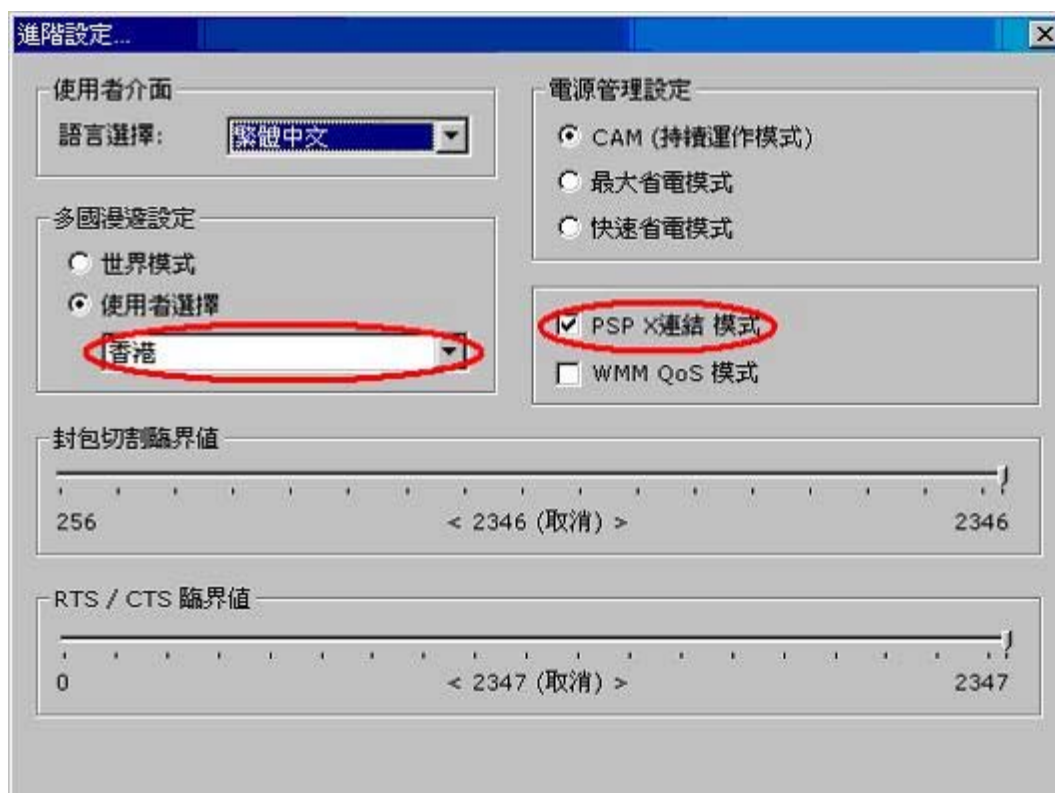 進階設定...
使用者介面
語言選擇:
繁體中文
多國漫遊設定
世界模式
使用者選擇
香港
電源管理設定
CAM (持續運作模式)
最大省電模式
快速省電模式
PSP X連結 模式
WMM QoS 模式
封包切割臨界值
256
< 2346 (取消) >
2346
RTS / CTS 臨界值
0
< 2347 (取消) >
2347